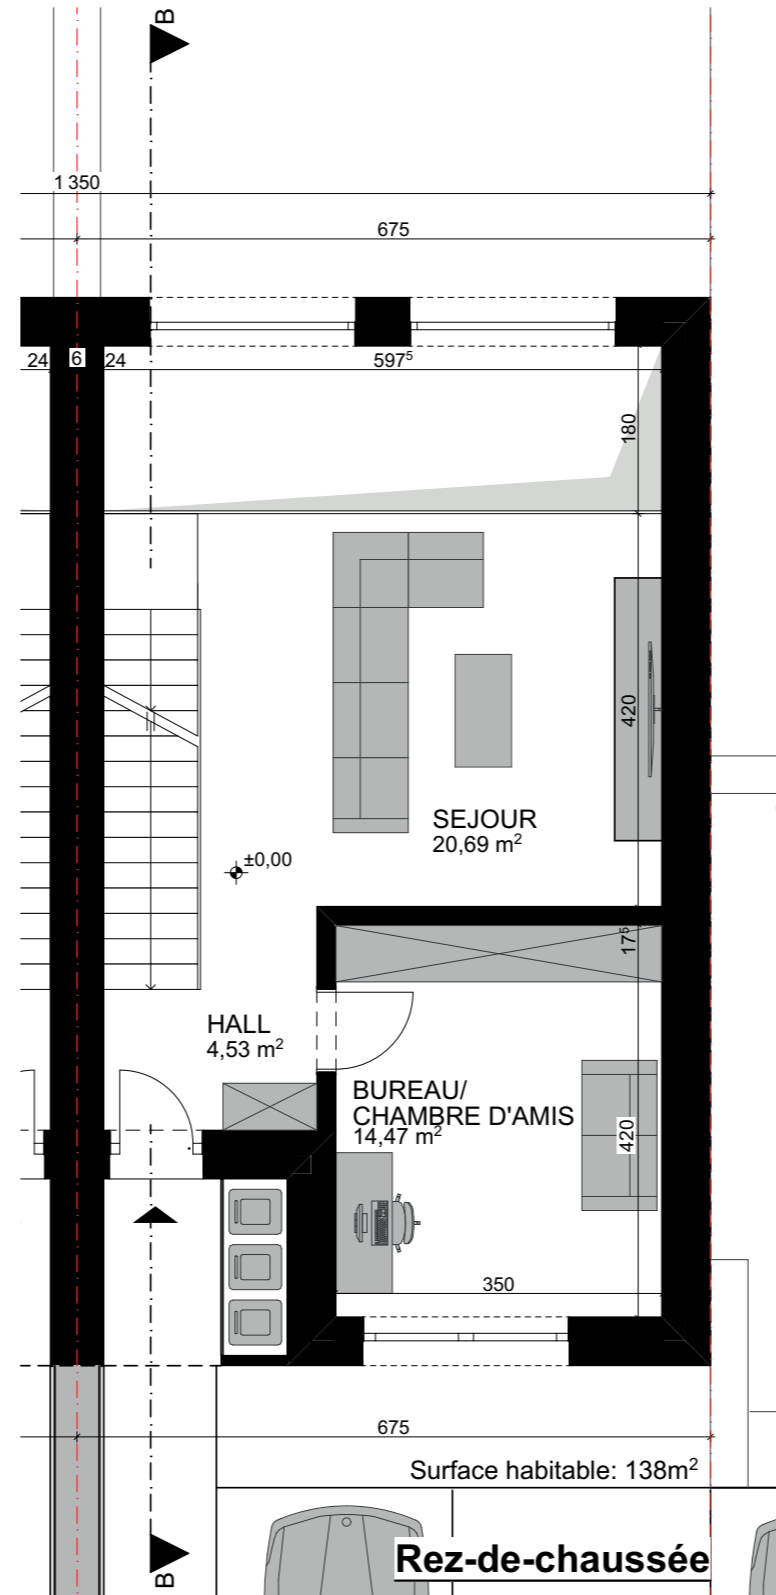 B
1 350
675
24 6 24 597⁵
180
420
SEJOUR
20,69 m²
±0,00
17⁵
HALL
4,53 m²
BUREAU/
CHAMBRE D'AMIS
14,47 m²
420
350
675
Surface habitable: 138m²
Rez-de-chaussée
B